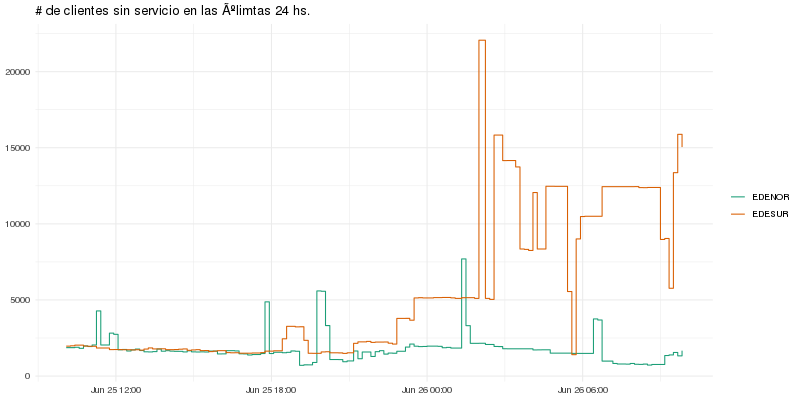 # de clientes sin servicio en las Ãºlimtas 24 hs.
20000
15000
10000
5000
0
Jun 25 12:00
Jun 25 18:00
Jun 26 00:00
Jun 26 06:00
EDENOR
EDESUR